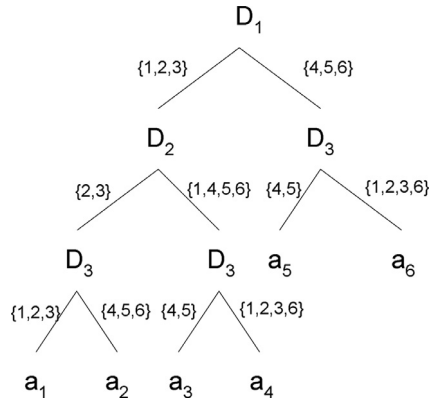 D₁
{1,2,3} {4,5,6}
D₂ D₃
{2,3} {1,4,5,6} {4,5} {1,2,3,6}
D₃ D₃ a₅ a₆
{1,2,3} {4,5,6} {4,5} {1,2,3,6}
a₁ a₂ a₃ a₄